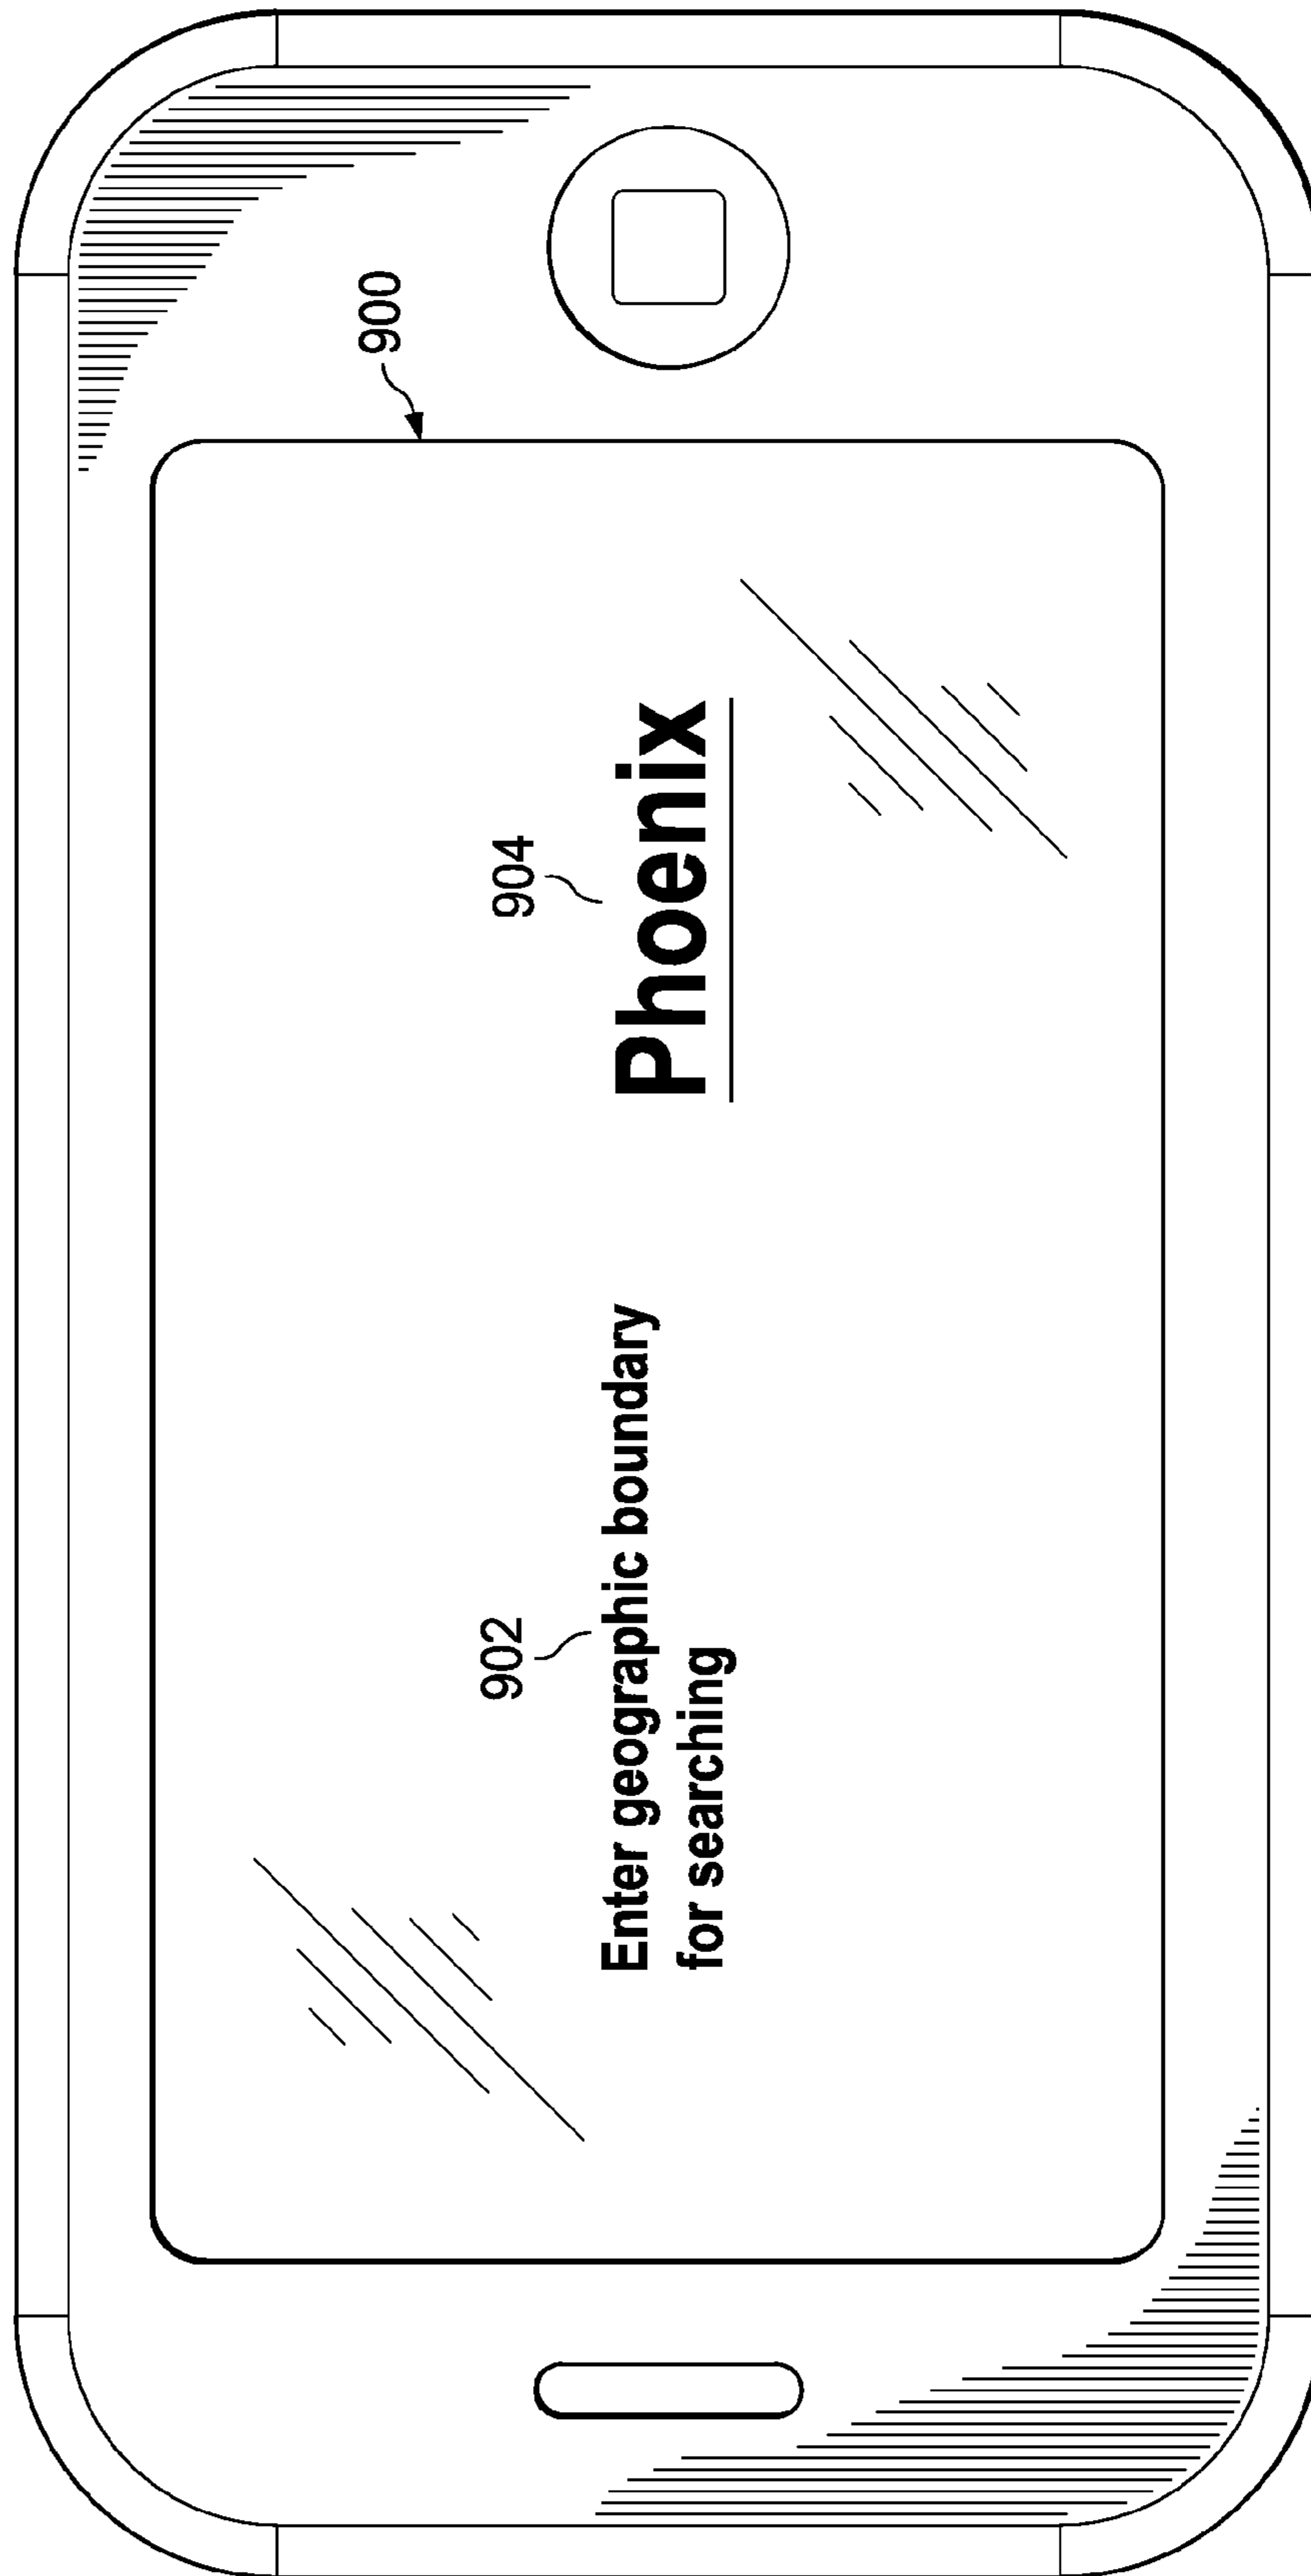 900
902
Enter geographic boundary
for searching
904
Phoenix